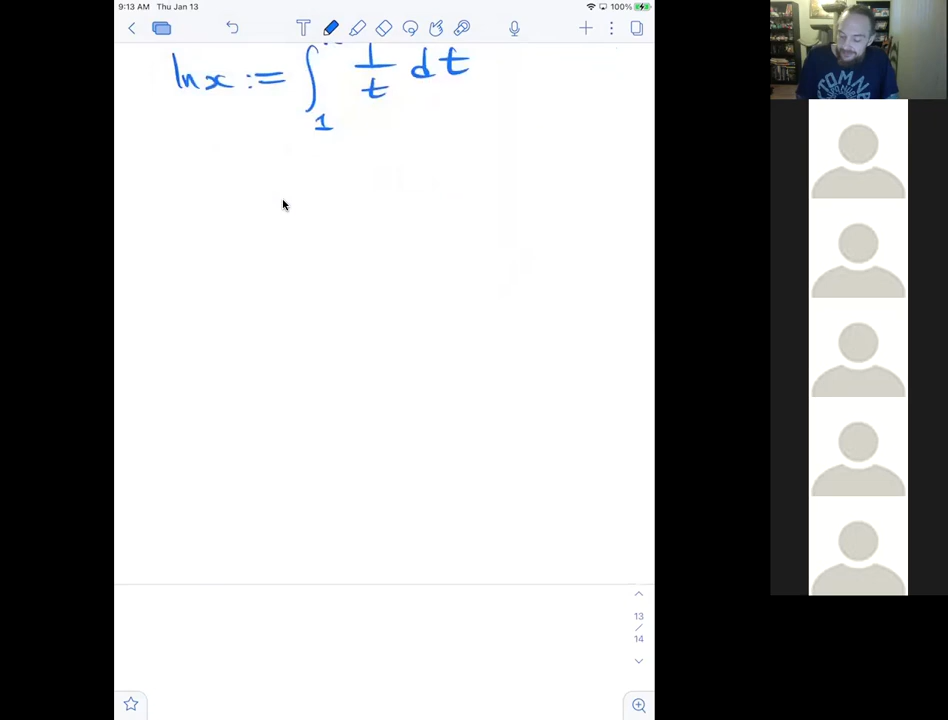 9:13 AM Thu Jan 13
100%
T
ln x := ∫₁ 1/t dt
13
/
14